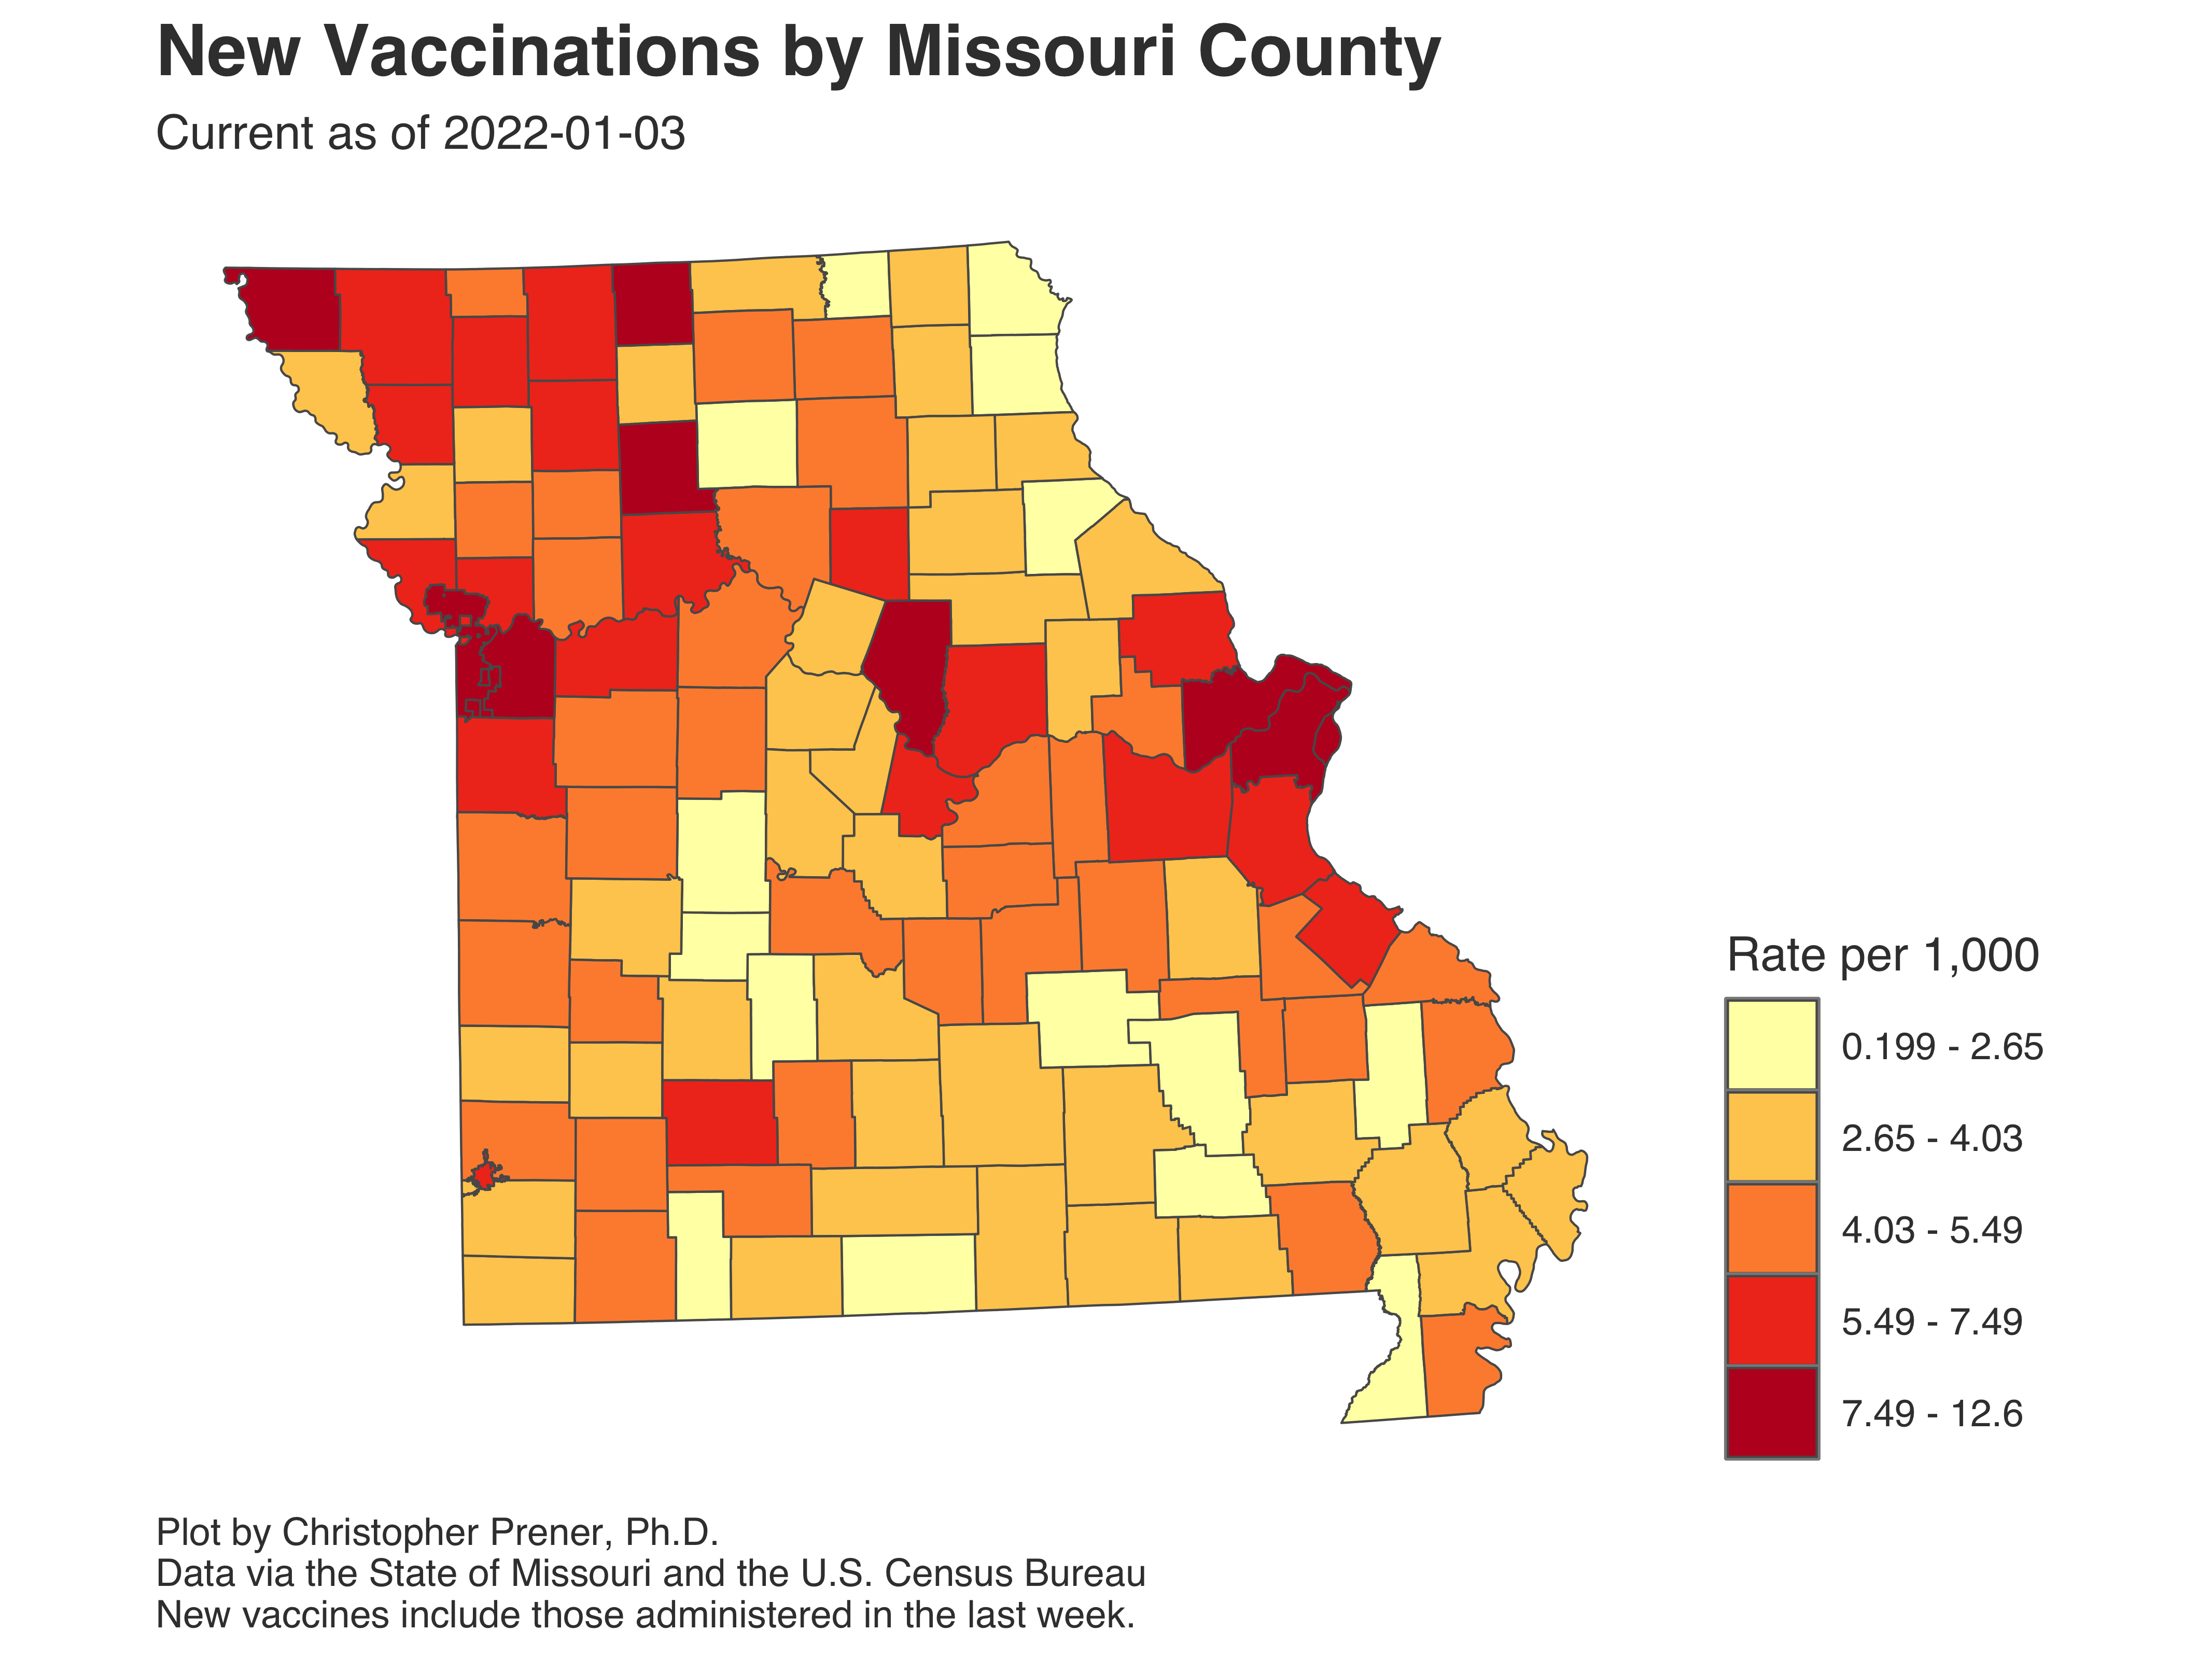 New Vaccinations by Missouri County
Current as of 2022-01-03
Rate per 1,000
0.199 - 2.65
2.65 - 4.03
4.03 - 5.49
5.49 - 7.49
7.49 - 12.6
Plot by Christopher Prener, Ph.D.
Data via the State of Missouri and the U.S. Census Bureau
New vaccines include those administered in the last week.